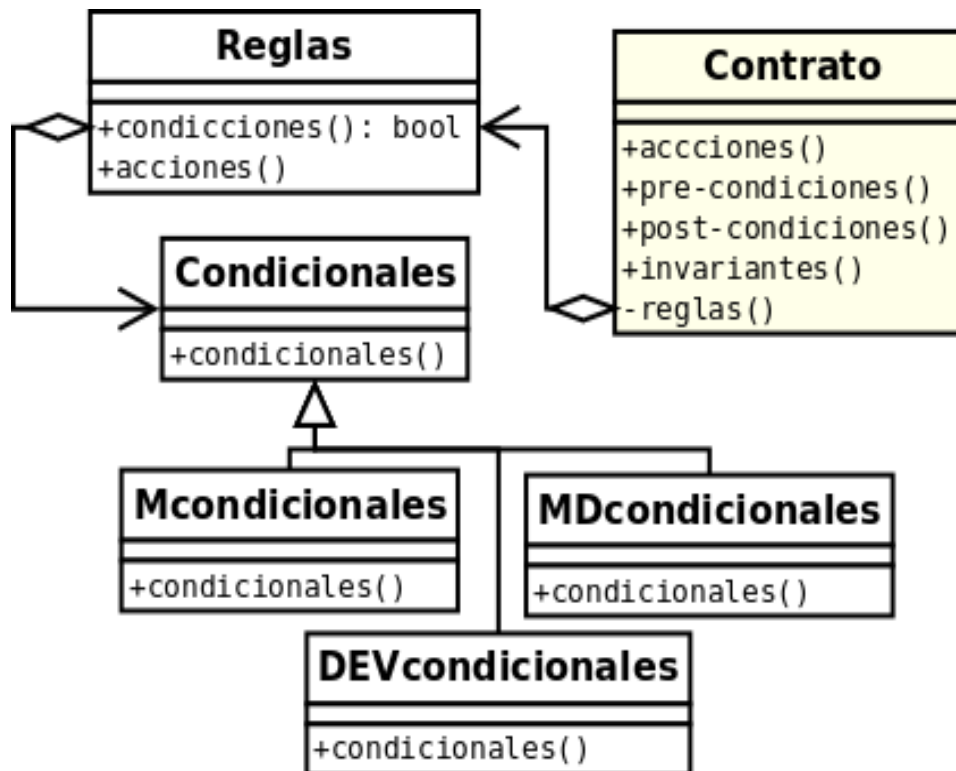 Reglas
+condicciones(): bool
+acciones()
Contrato
+accciones()
+pre-condiciones()
+post-condiciones()
+invariantes()
-reglas()
Condicionales
+condicionales()
Mcondicionales
+condicionales()
MDcondicionales
+condicionales()
DEVcondicionales
+condicionales()